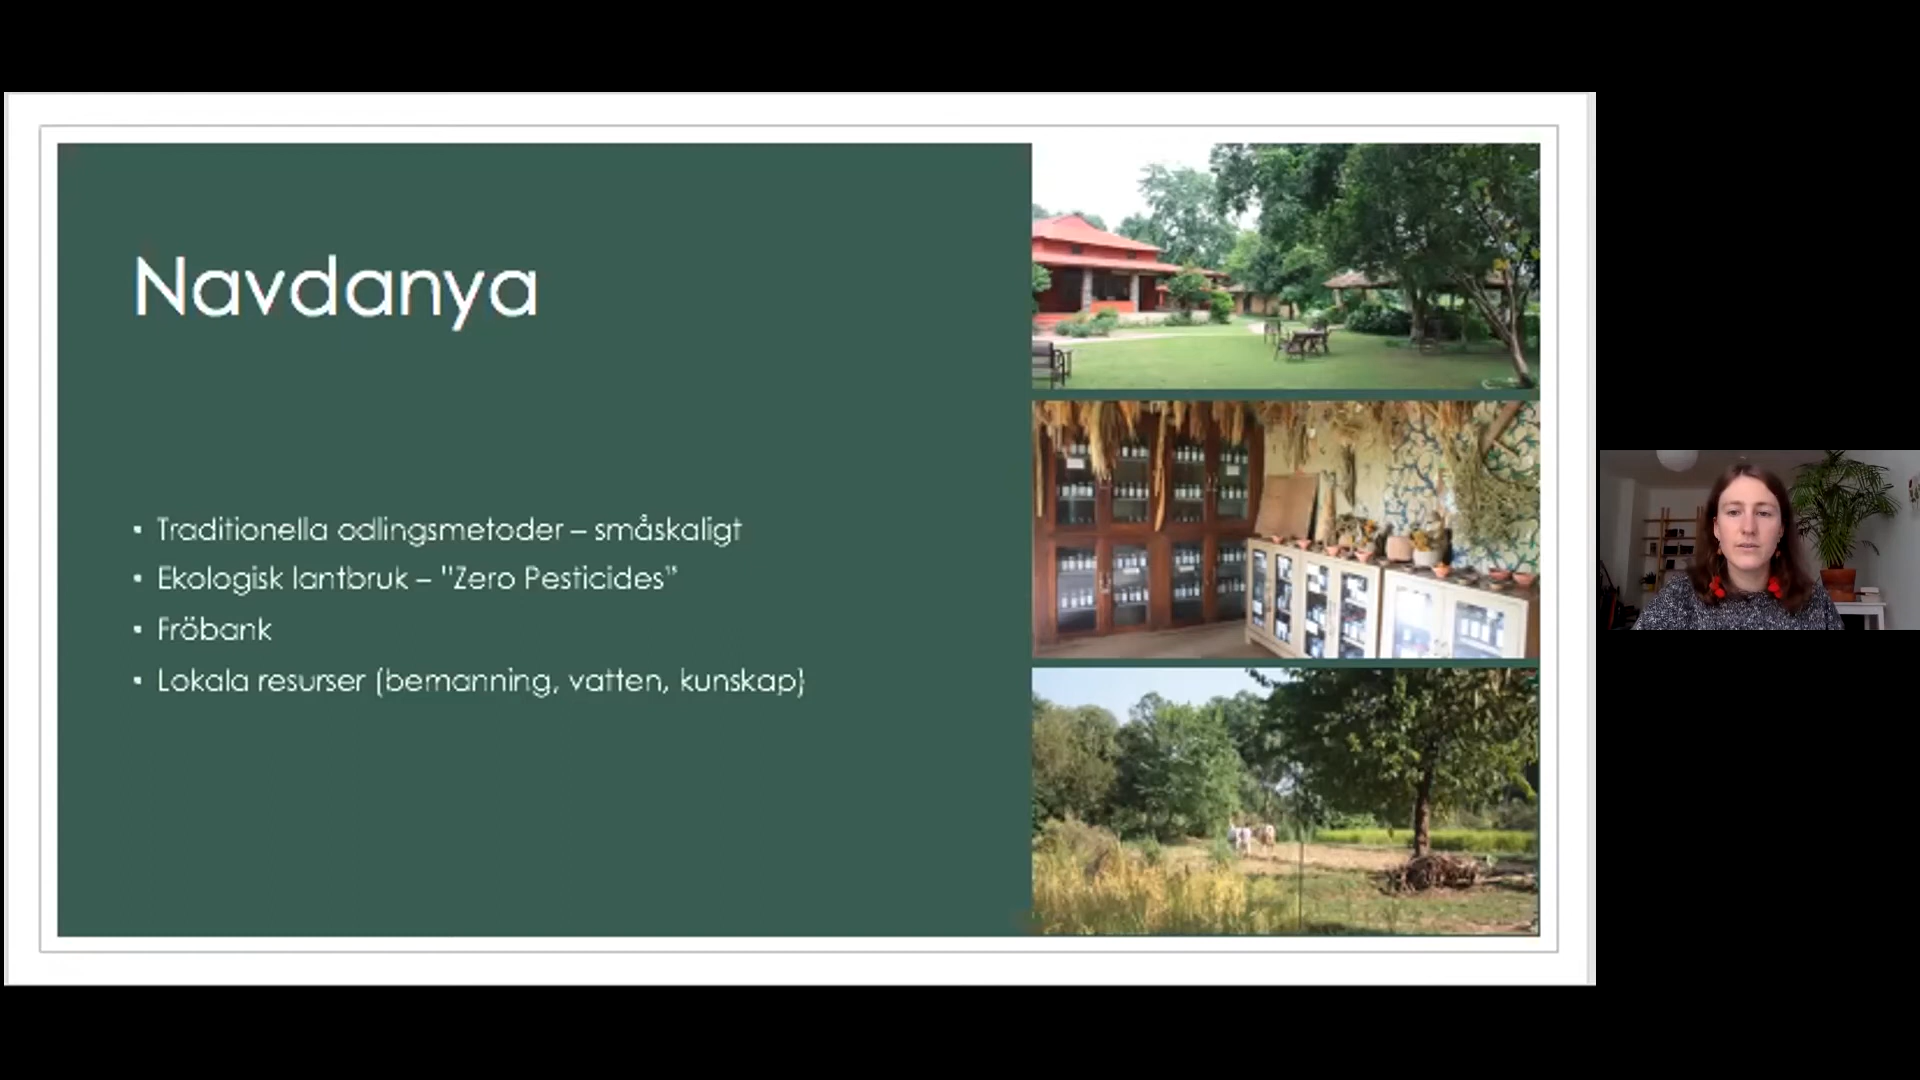 Navdanya
• Traditionella odlingsmetoder – småskaligt
• Ekologisk lantbruk – ”Zero Pesticides”
• Fröbank
• Lokala resurser (bemanning, vatten, kunskap)